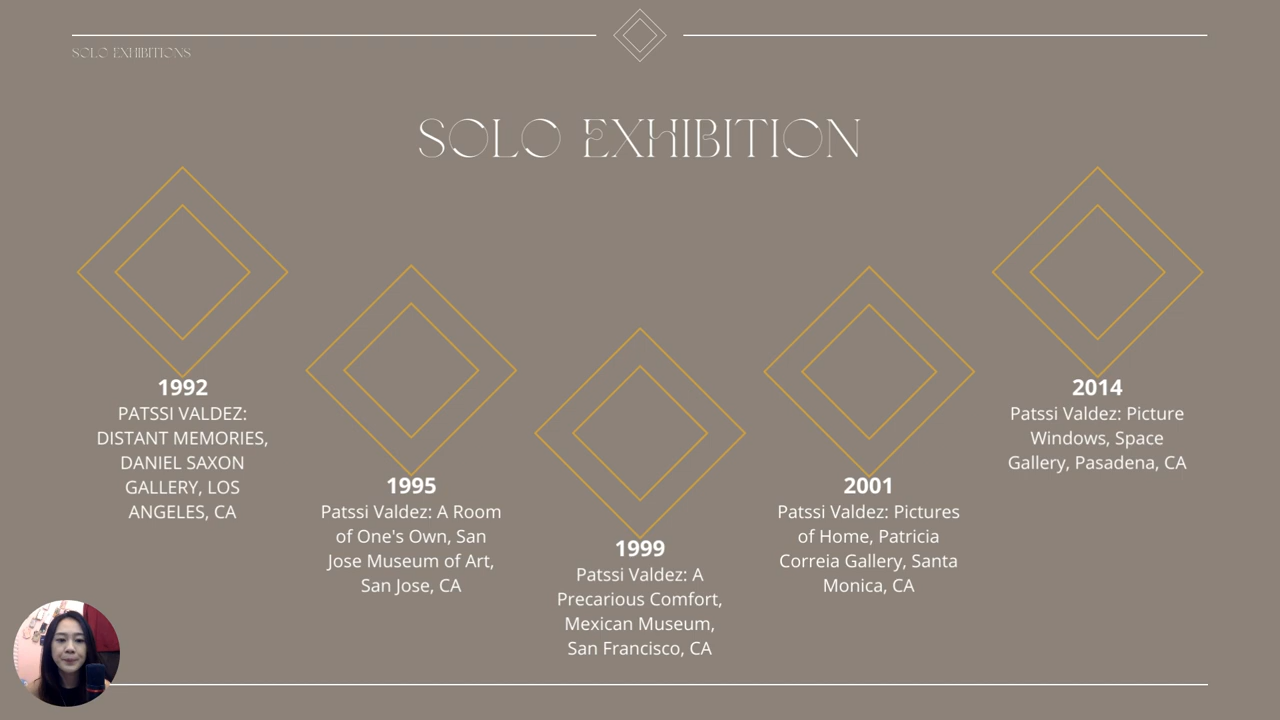 SOLO EXHIBITIONS
SOLO EXHIBITION
1992
PATSSI VALDEZ:
DISTANT MEMORIES,
DANIEL SAXON
GALLERY, LOS
ANGELES, CA
1995
Patssi Valdez: A Room
of One's Own, San
Jose Museum of Art,
San Jose, CA
1999
Patssi Valdez: A
Precarious Comfort,
Mexican Museum,
San Francisco, CA
2001
Patssi Valdez: Pictures
of Home, Patricia
Correia Gallery, Santa
Monica, CA
2014
Patssi Valdez: Picture
Windows, Space
Gallery, Pasadena, CA